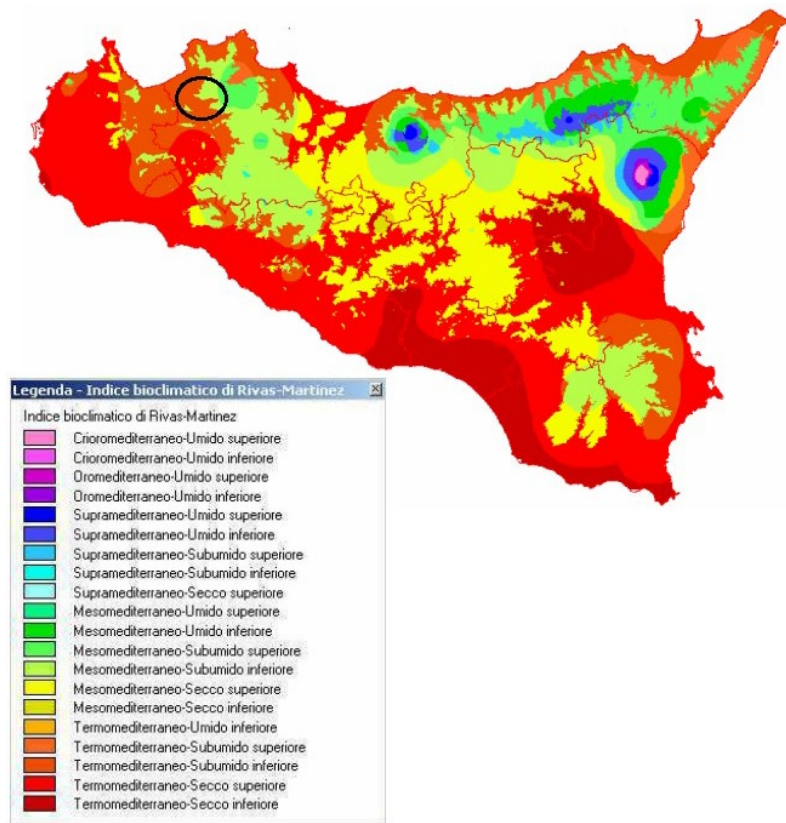 Legenda - Indice bioclimatico di Rivas-Martinez
Indice bioclimatico di Rivas-Martinez
Crioromediterraneo-Umido superiore
Crioromediterraneo-Umido inferiore
Oromediterraneo-Umido superiore
Oromediterraneo-Umido inferiore
Supramediterraneo-Umido superiore
Supramediterraneo-Umido inferiore
Supramediterraneo-Subumido superiore
Supramediterraneo-Subumido inferiore
Supramediterraneo-Secco superiore
Mesomediterraneo-Umido superiore
Mesomediterraneo-Umido inferiore
Mesomediterraneo-Subumido superiore
Mesomediterraneo-Subumido inferiore
Mesomediterraneo-Secco superiore
Mesomediterraneo-Secco inferiore
Termomediterraneo-Umido inferiore
Termomediterraneo-Subumido superiore
Termomediterraneo-Subumido inferiore
Termomediterraneo-Secco superiore
Termomediterraneo-Secco inferiore